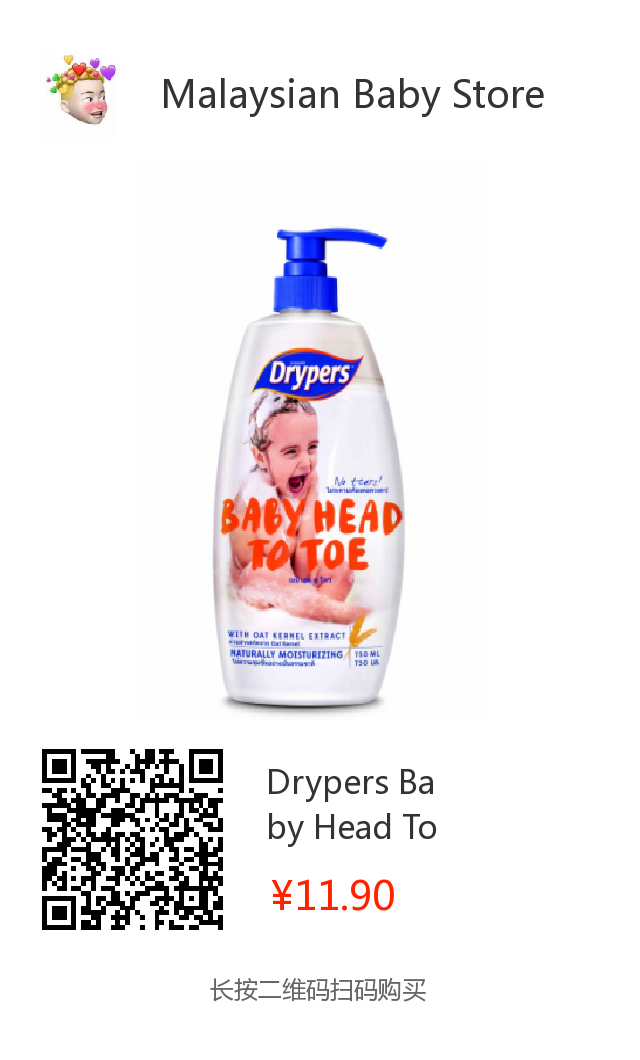 Malaysian Baby Store
Drypers
No tears!
BABY HEAD
TO TOE
WITH OAT KERNEL EXTRACT
NATURALLY MOISTURIZING
750 ML
Drypers Ba
by Head To
¥11.90
长按二维码扫码购买